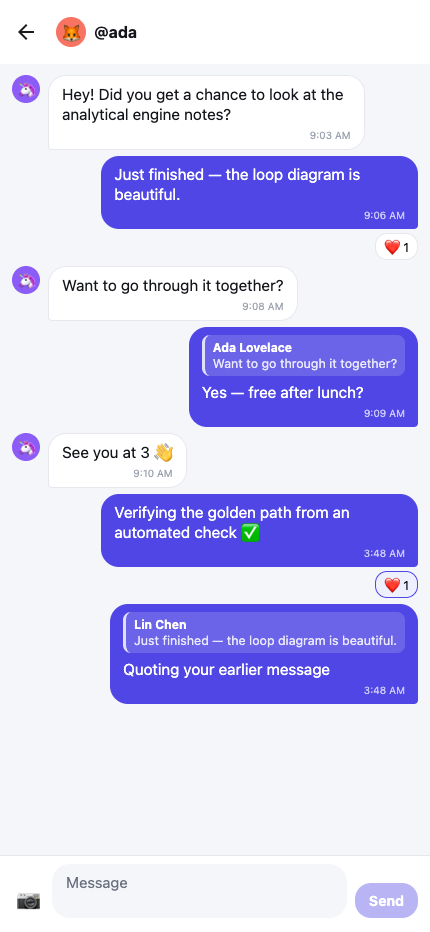 @ada
Hey! Did you get a chance to look at the
analytical engine notes?
9:03 AM
Just finished — the loop diagram is
beautiful.
9:06 AM
❤️ 1
Want to go through it together?
9:08 AM
Ada Lovelace
Want to go through it together?
Yes — free after lunch?
9:09 AM
See you at 3 👋
9:10 AM
Verifying the golden path from an
automated check ✅
3:48 AM
❤️ 1
Lin Chen
Just finished — the loop diagram is beautiful.
Quoting your earlier message
3:48 AM
Message
Send